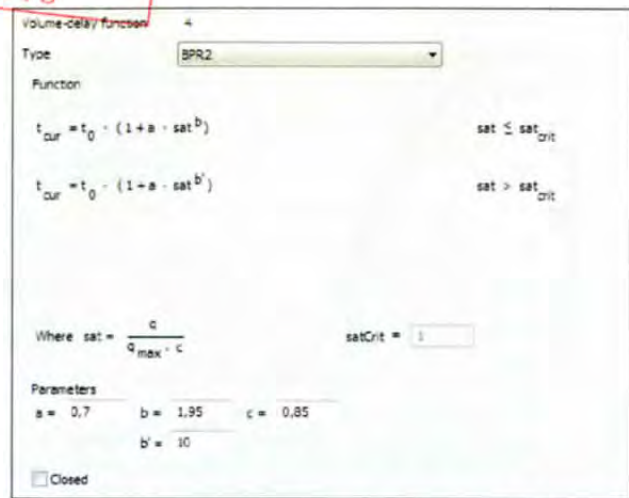 Volume-delay function 4
Type BPR2
Function
t_cur = t_0 · (1 + a · sat^b) sat ≤ sat_crit
t_cur = t_0 · (1 + a · sat^b') sat > sat_crit
Where sat = q / (q_max · c) satCrit = 1
Parameters
a = 0,7 b = 1,95 c = 0,85
b' = 10
Closed